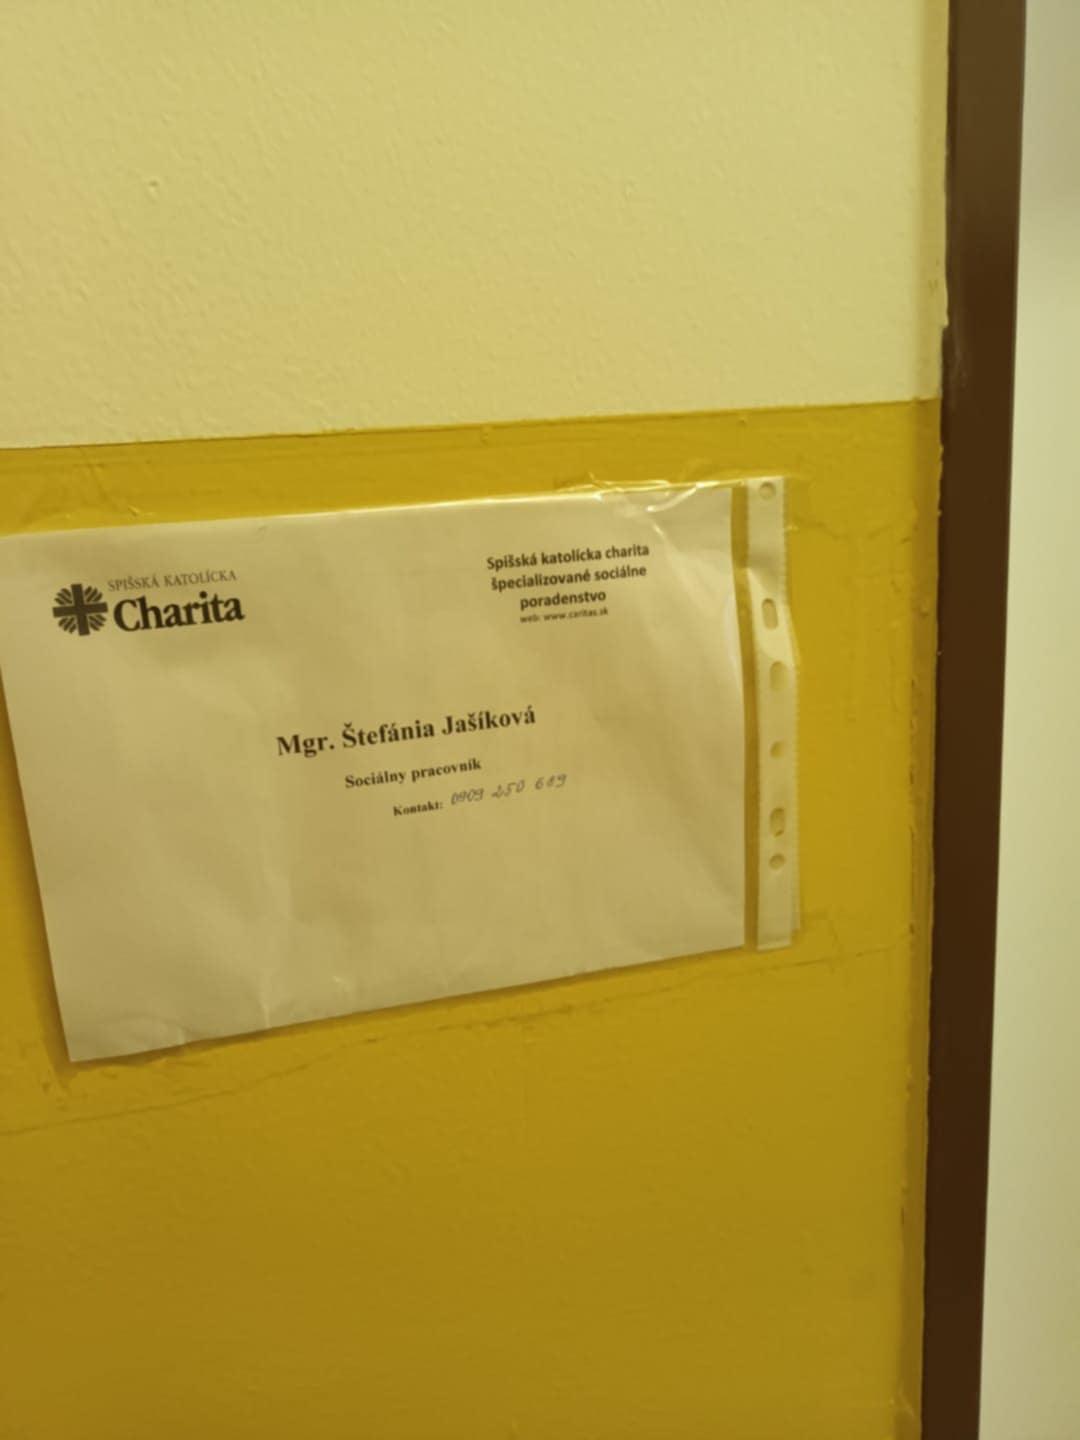 SPIŠSKÁ KATOLÍCKA
Charita
Spišská katolícka charita
špecializované sociálne
poradenstvo
web: www.caritas.sk
Mgr. Štefánia Jašíková
Sociálny pracovník
Kontakt: 0909 250 689